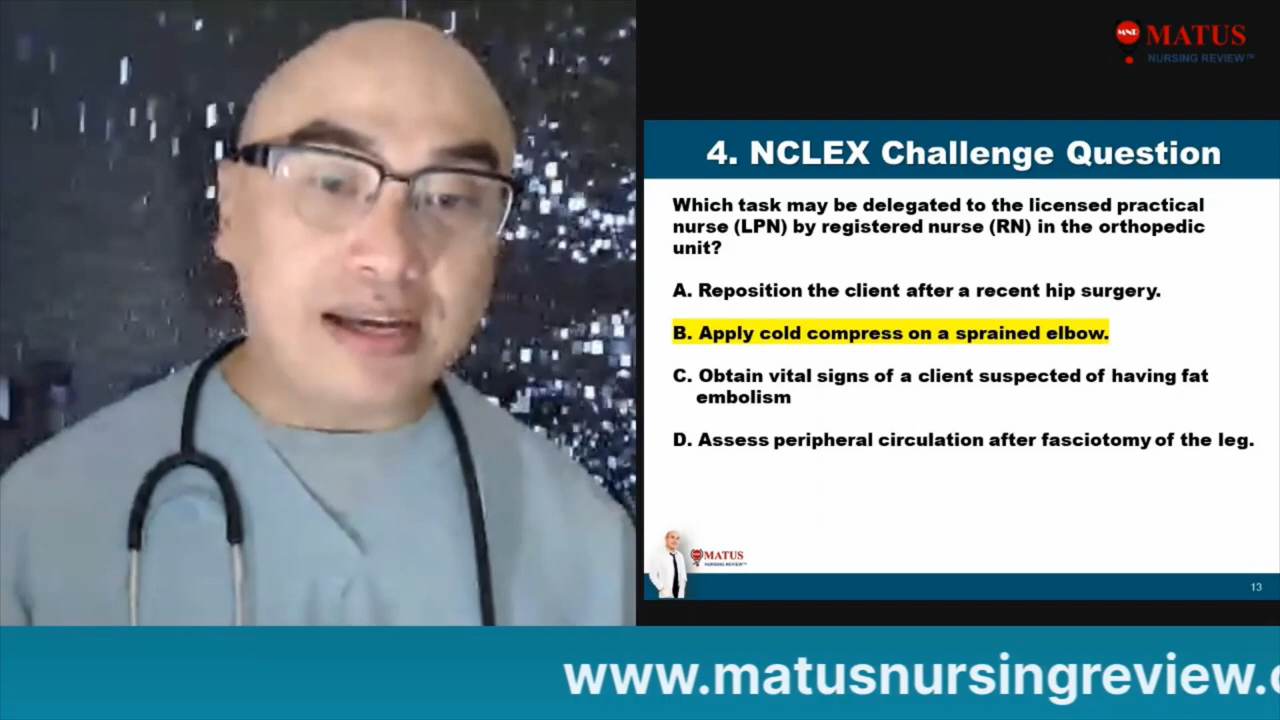 MNR MATUS
NURSING REVIEW™
4. NCLEX Challenge Question
Which task may be delegated to the licensed practical
nurse (LPN) by registered nurse (RN) in the orthopedic
unit?
A. Reposition the client after a recent hip surgery.
B. Apply cold compress on a sprained elbow.
C. Obtain vital signs of a client suspected of having fat
embolism
D. Assess peripheral circulation after fasciotomy of the leg.
MATUS
NURSING REVIEW™
13
www.matusnursingreview.c